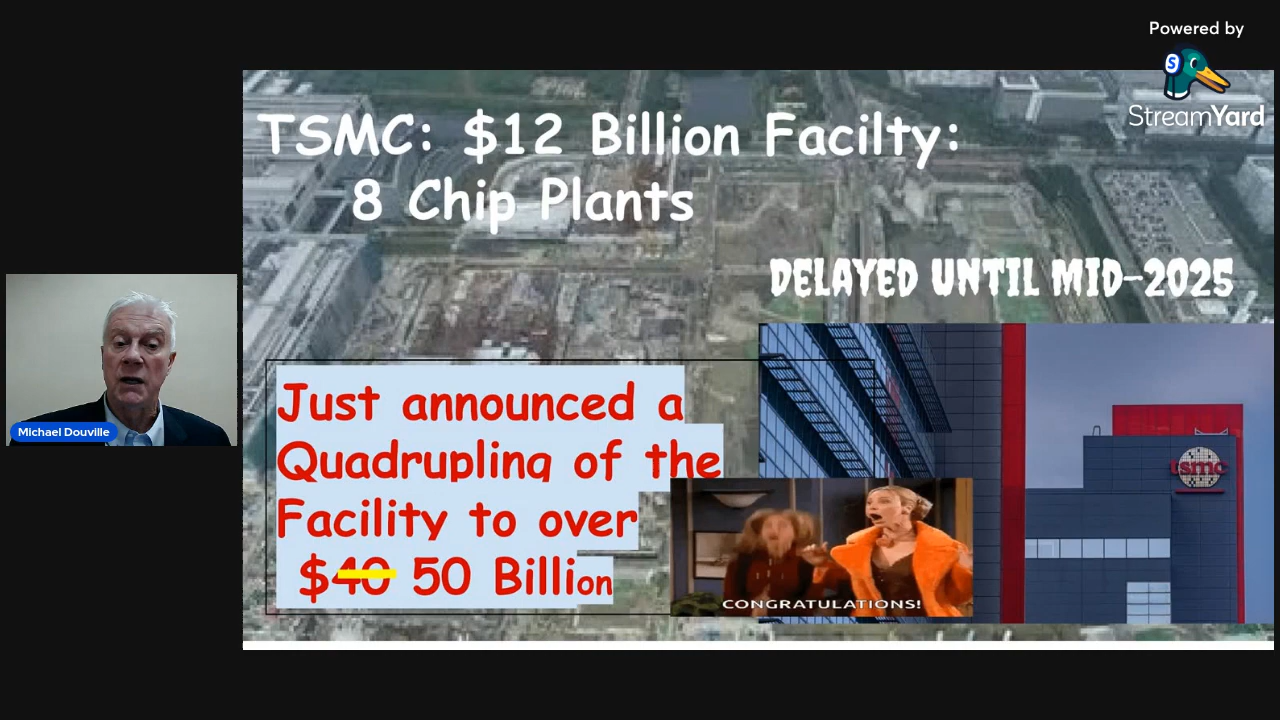 Powered by
StreamYard
TSMC: $12 Billion Facilty:
8 Chip Plants
DELAYED UNTIL MID-2025
Just announced a
Quadrupling of the
Facility to over
$40 50 Billion
tsmc
CONGRATULATIONS!
Michael Douville